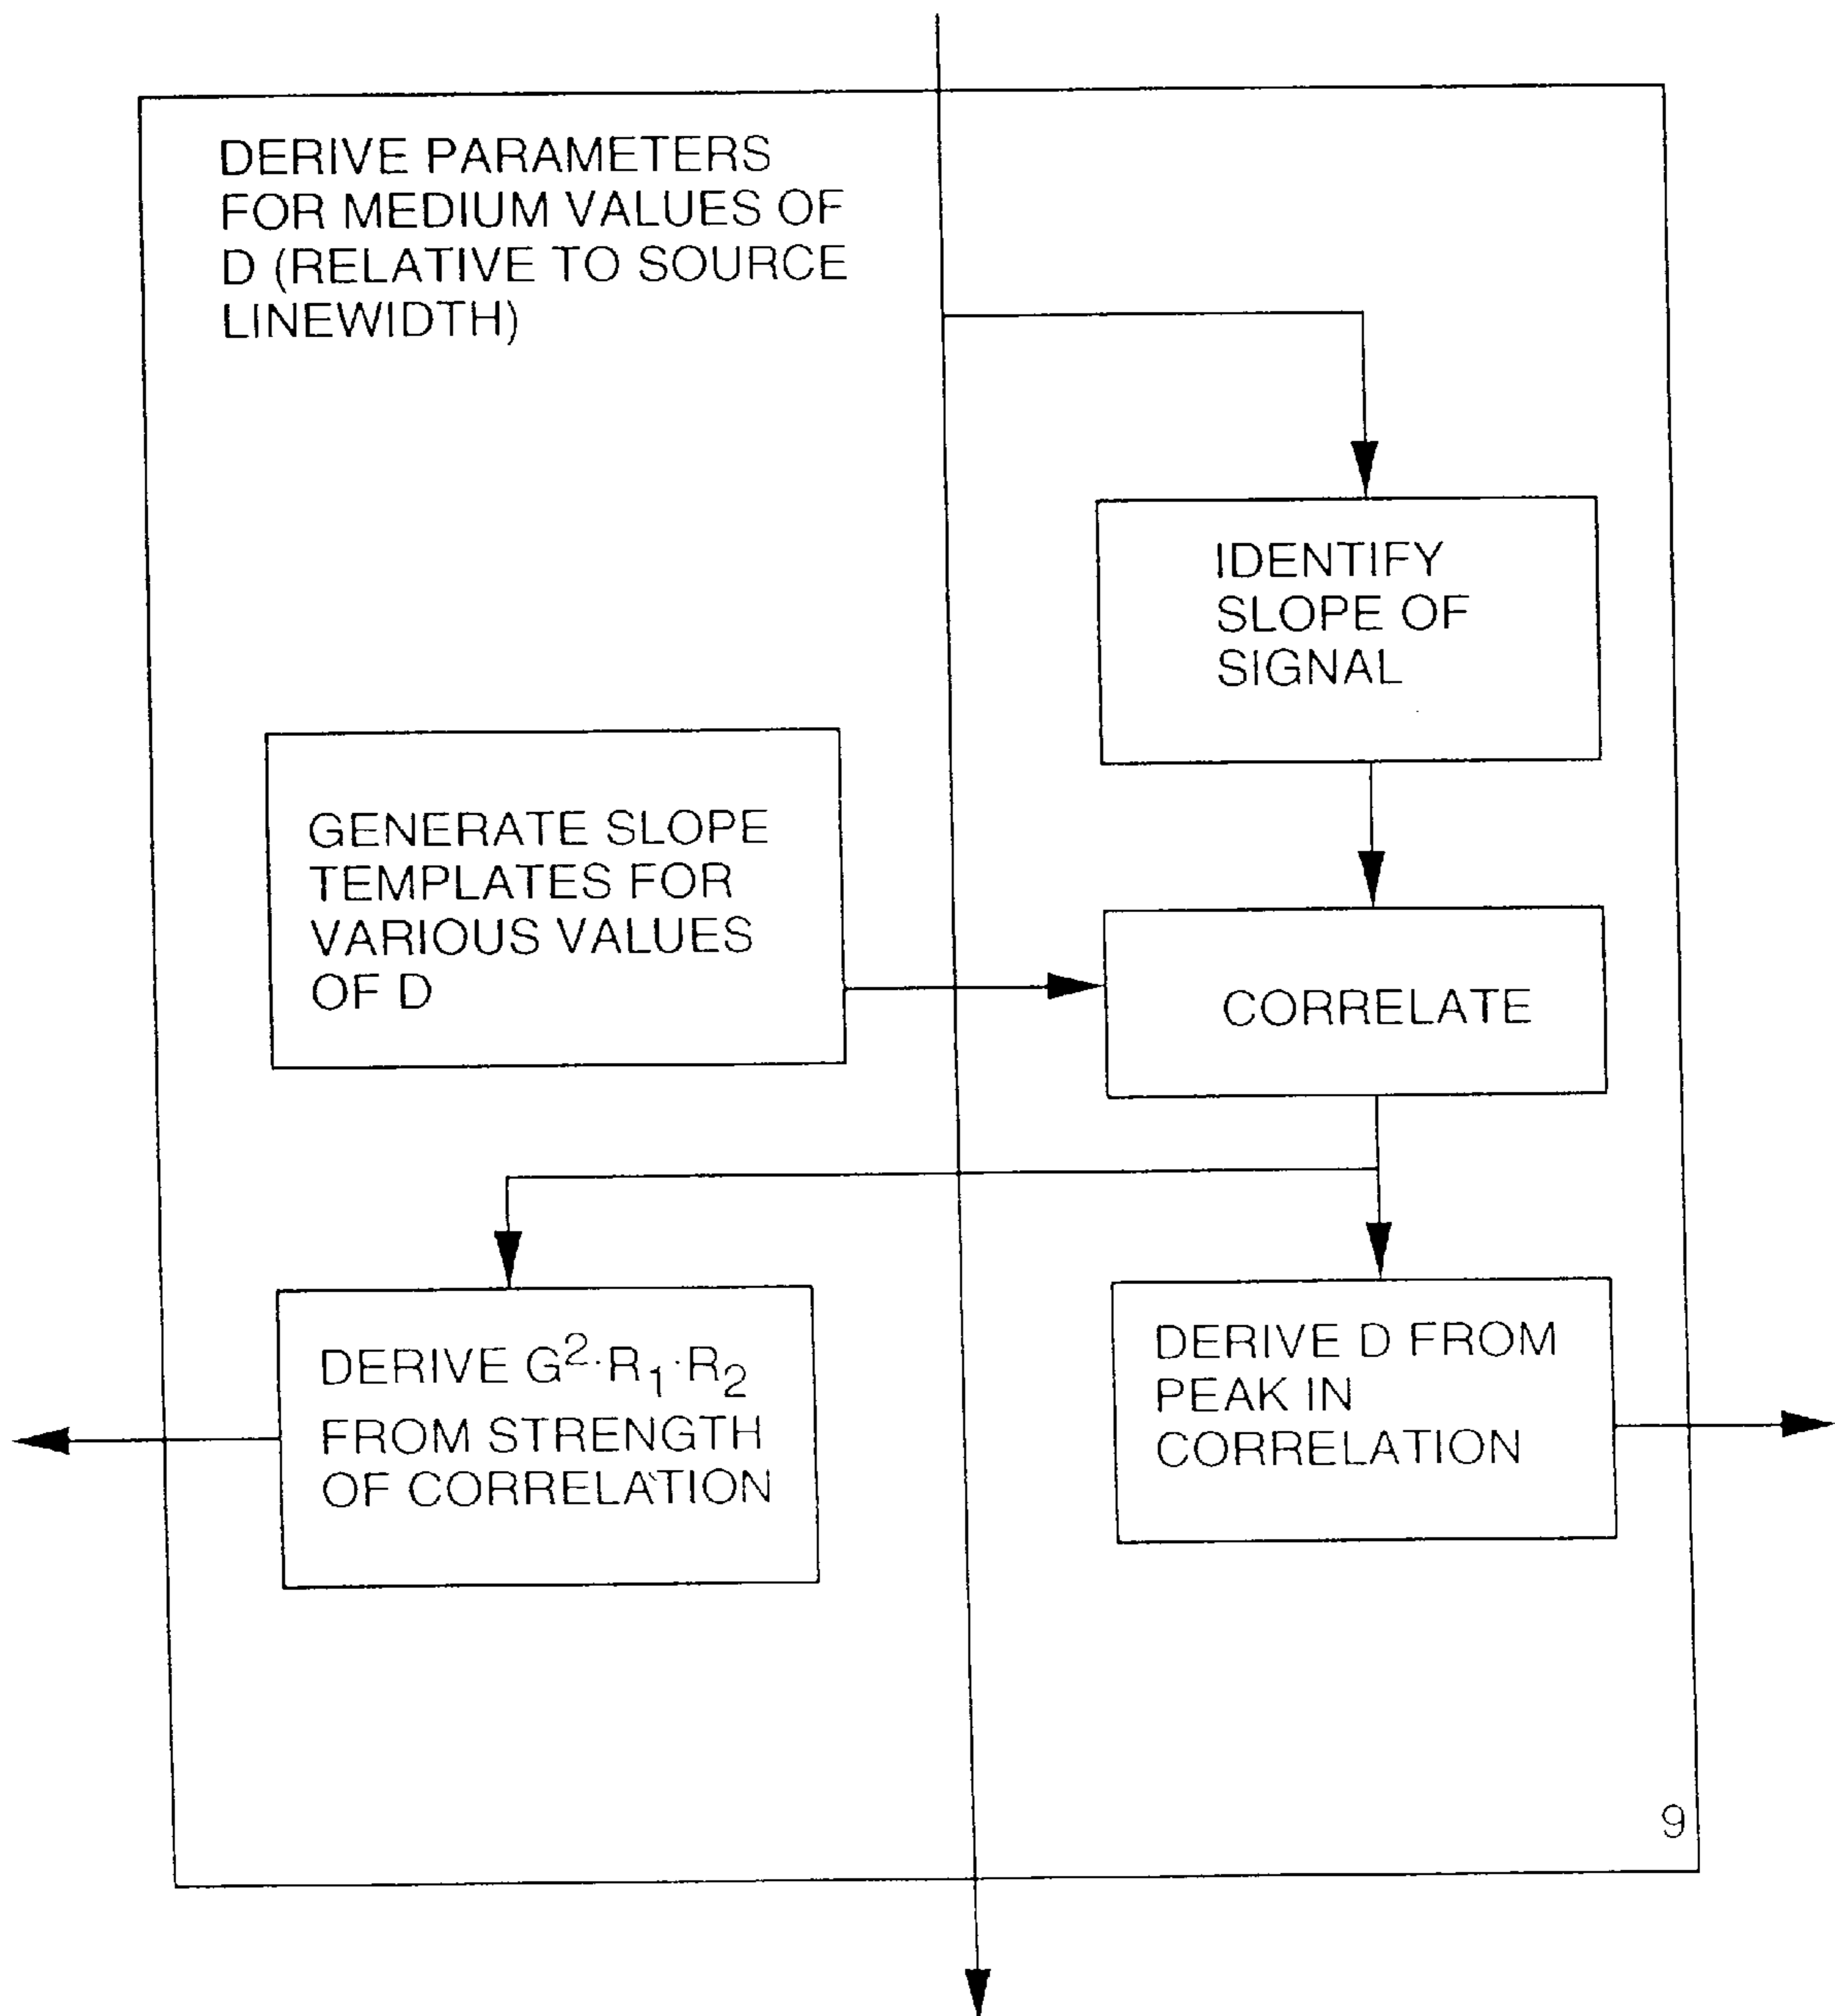 DERIVE PARAMETERS
FOR MEDIUM VALUES OF
D (RELATIVE TO SOURCE
LINEWIDTH)
IDENTIFY
SLOPE OF
SIGNAL
GENERATE SLOPE
TEMPLATES FOR
VARIOUS VALUES
OF D
CORRELATE
DERIVE G²·R₁·R₂
FROM STRENGTH
OF CORRELATION
DERIVE D FROM
PEAK IN
CORRELATION
9